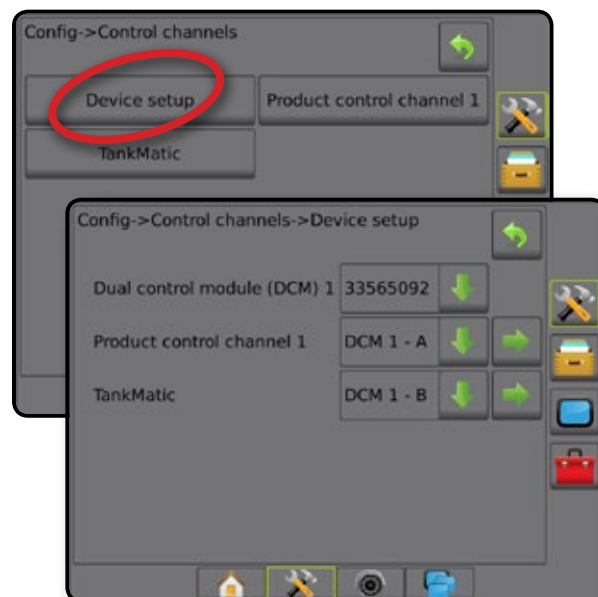 Config->Control channels
Device setup
Product control channel 1
TankMatic
Config->Control channels->Device setup
Dual control module (DCM) 1 33565092
Product control channel 1 DCM 1 - A
TankMatic DCM 1 - B